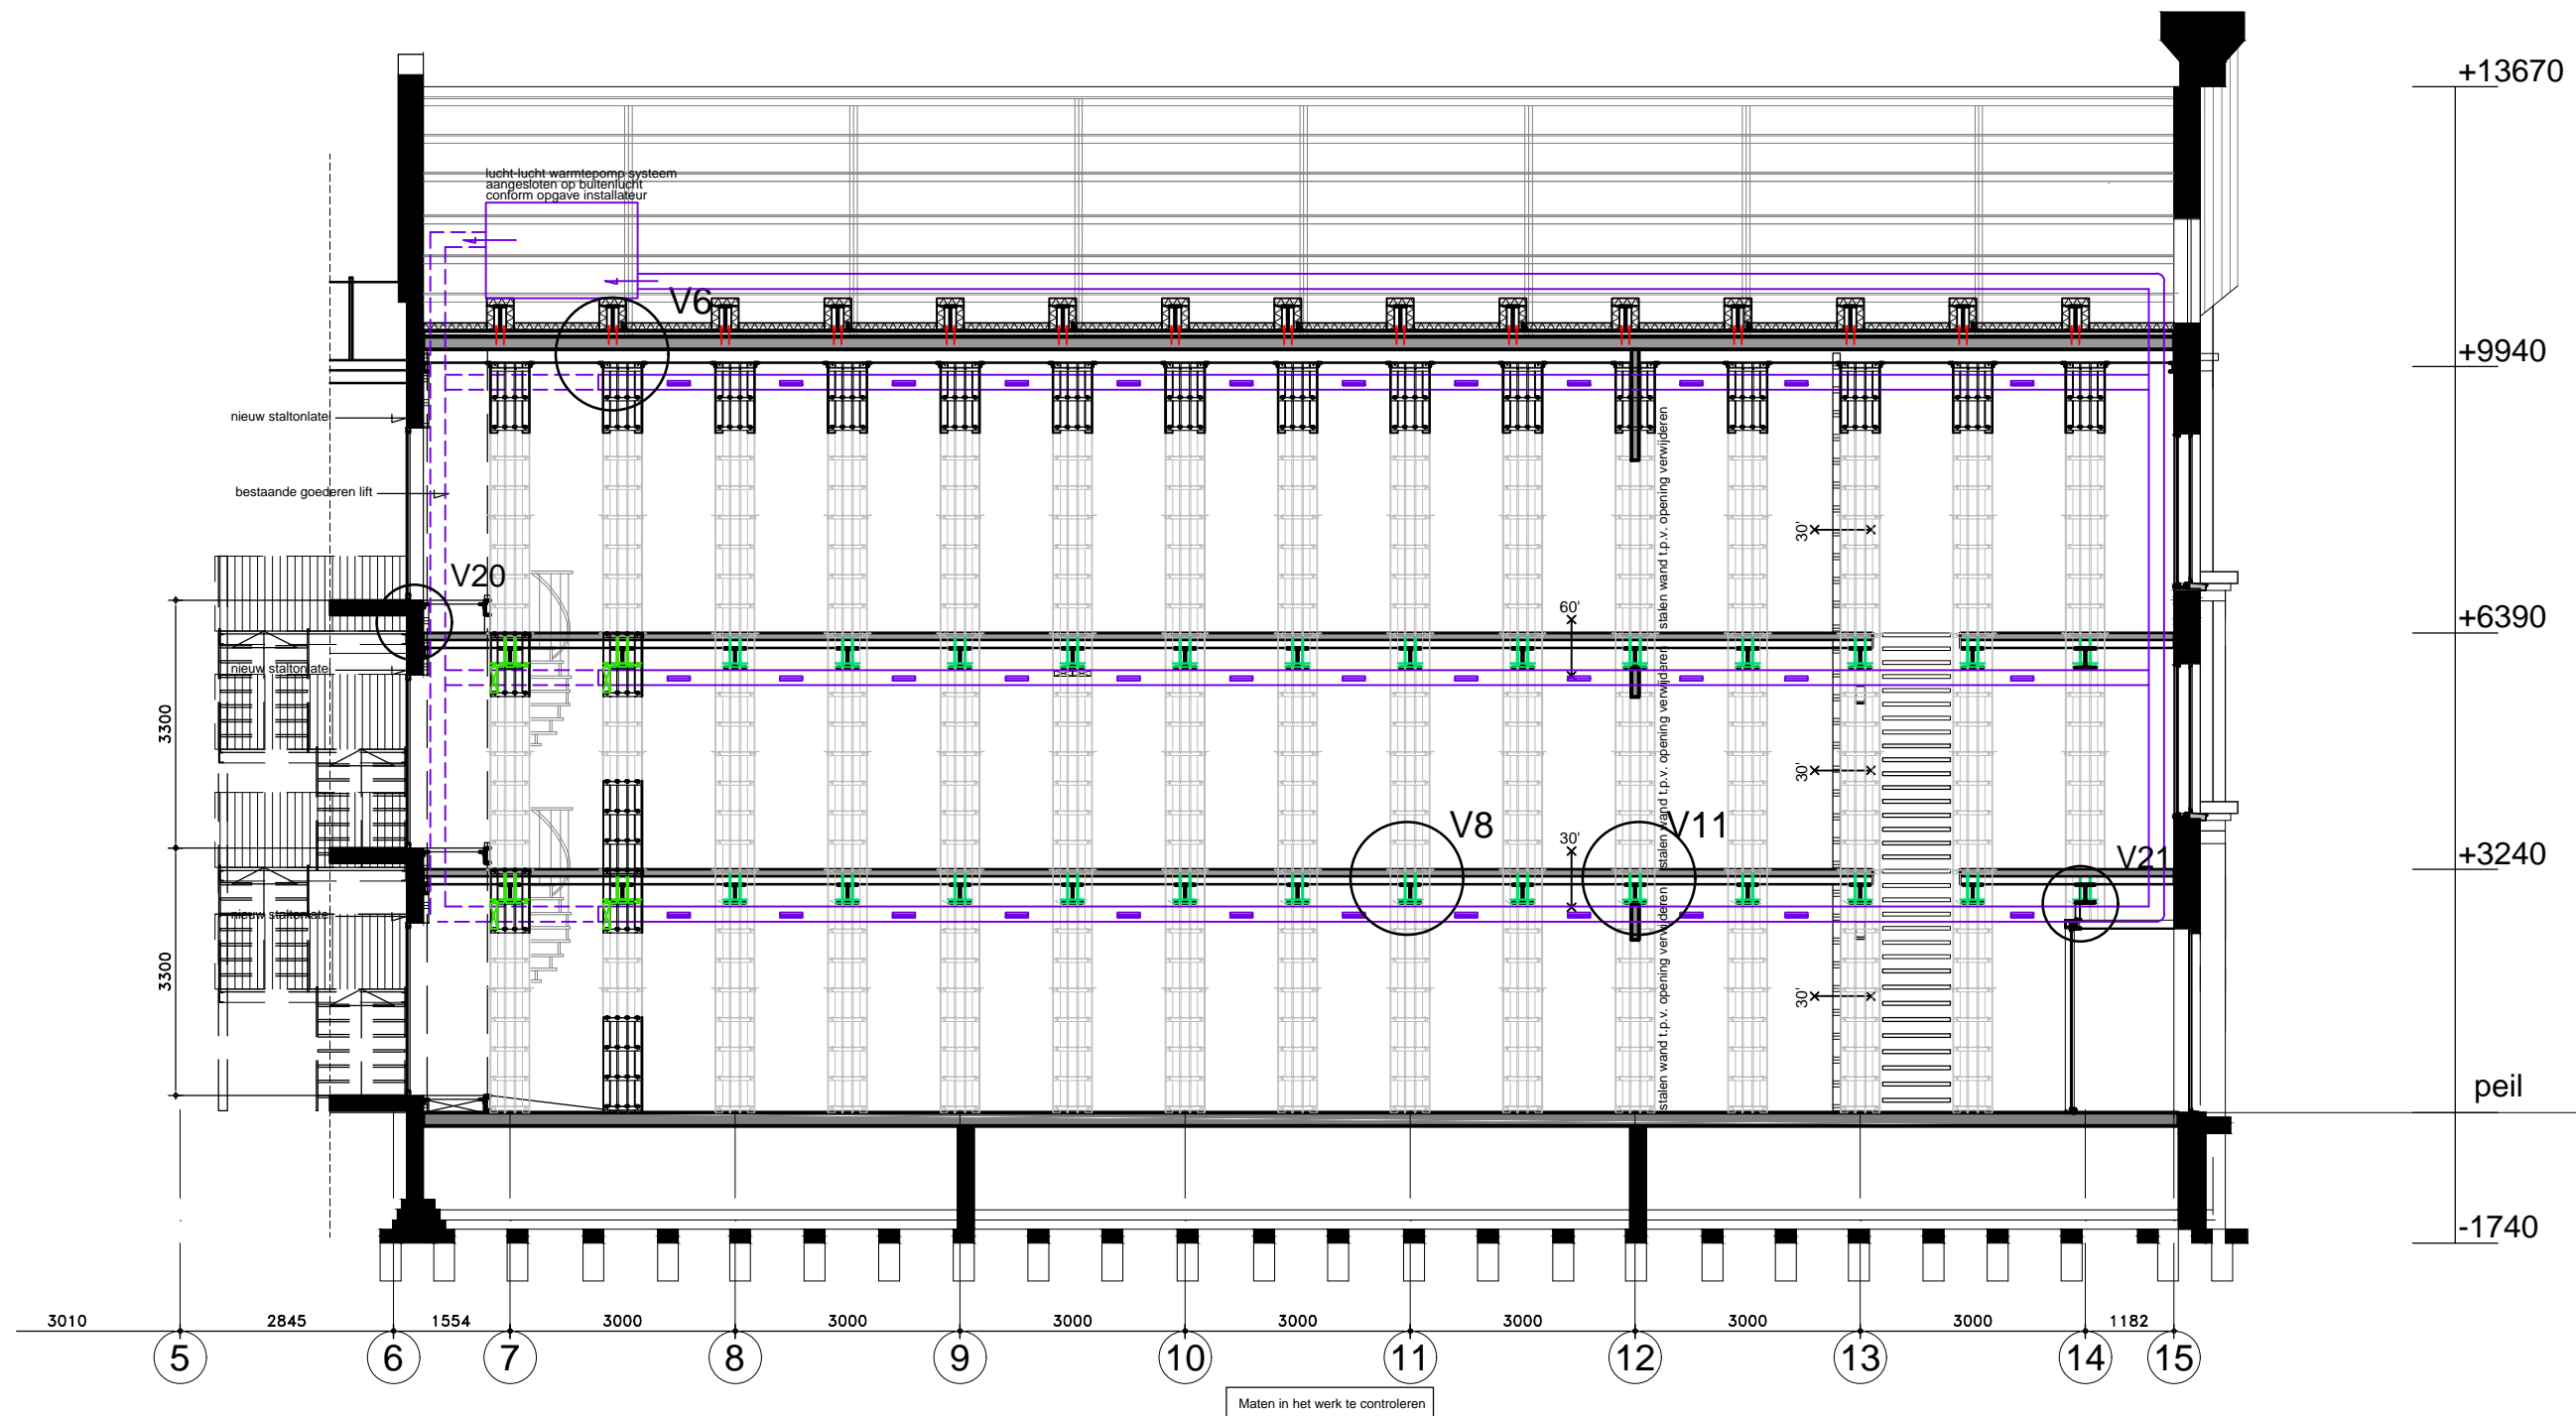 +13670
lucht-lucht warmtepomp systeem
aangesloten op buitenlucht
conform opgave installateur
V6
+9940
nieuw staltonlatei
bestaande goederen lift
stalen wand t.p.v. opening verwijderen
30'
V20
60'
+6390
nieuw staltonlatei
3300
stalen wand t.p.v. opening verwijderen
30'
V8
30'
V11
V21
+3240
nieuw staltonlatei
3300
stalen wand t.p.v. opening verwijderen
30'
peil
-1740
3010 2845 1554 3000 3000 3000 3000 3000 3000 3000 1182
5 6 7 8 9 10 11 12 13 14 15
Maten in het werk te controleren